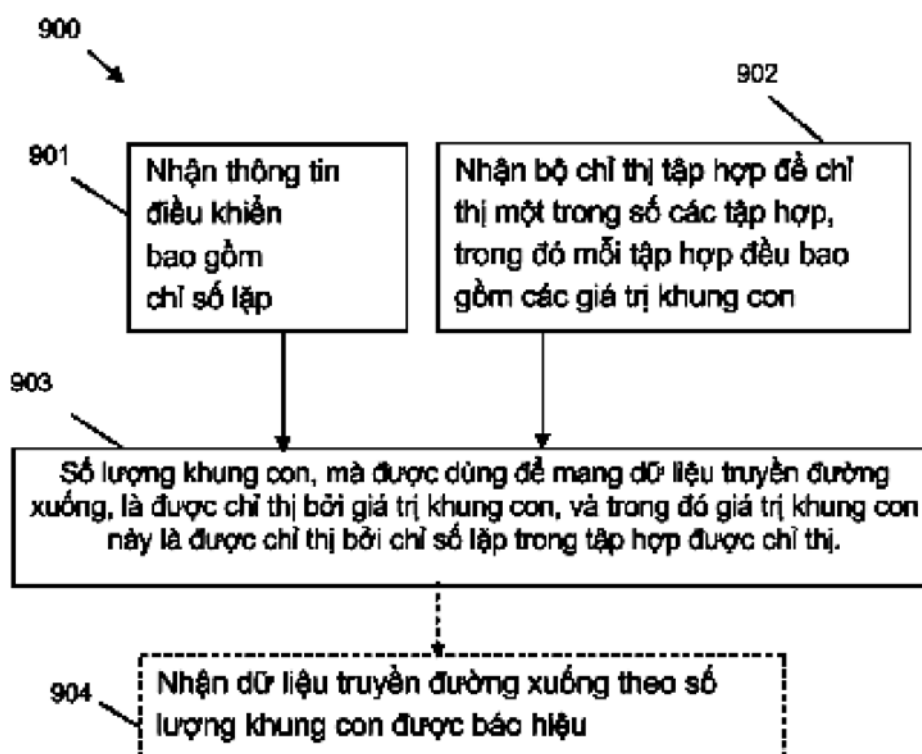 900
902
901
Nhận thông tin
điều khiển
bao gồm
chỉ số lặp
Nhận bộ chỉ thị tập hợp để chỉ
thị một trong số các tập hợp,
trong đó mỗi tập hợp đều bao
gồm các giá trị khung con
903
Số lượng khung con, mà được dùng để mang dữ liệu truyền đường
xuống, là được chỉ thị bởi giá trị khung con, và trong đó giá trị khung con
này là được chỉ thị bởi chỉ số lặp trong tập hợp được chỉ thị.
904
Nhận dữ liệu truyền đường xuống theo số
lượng khung con được báo hiệu